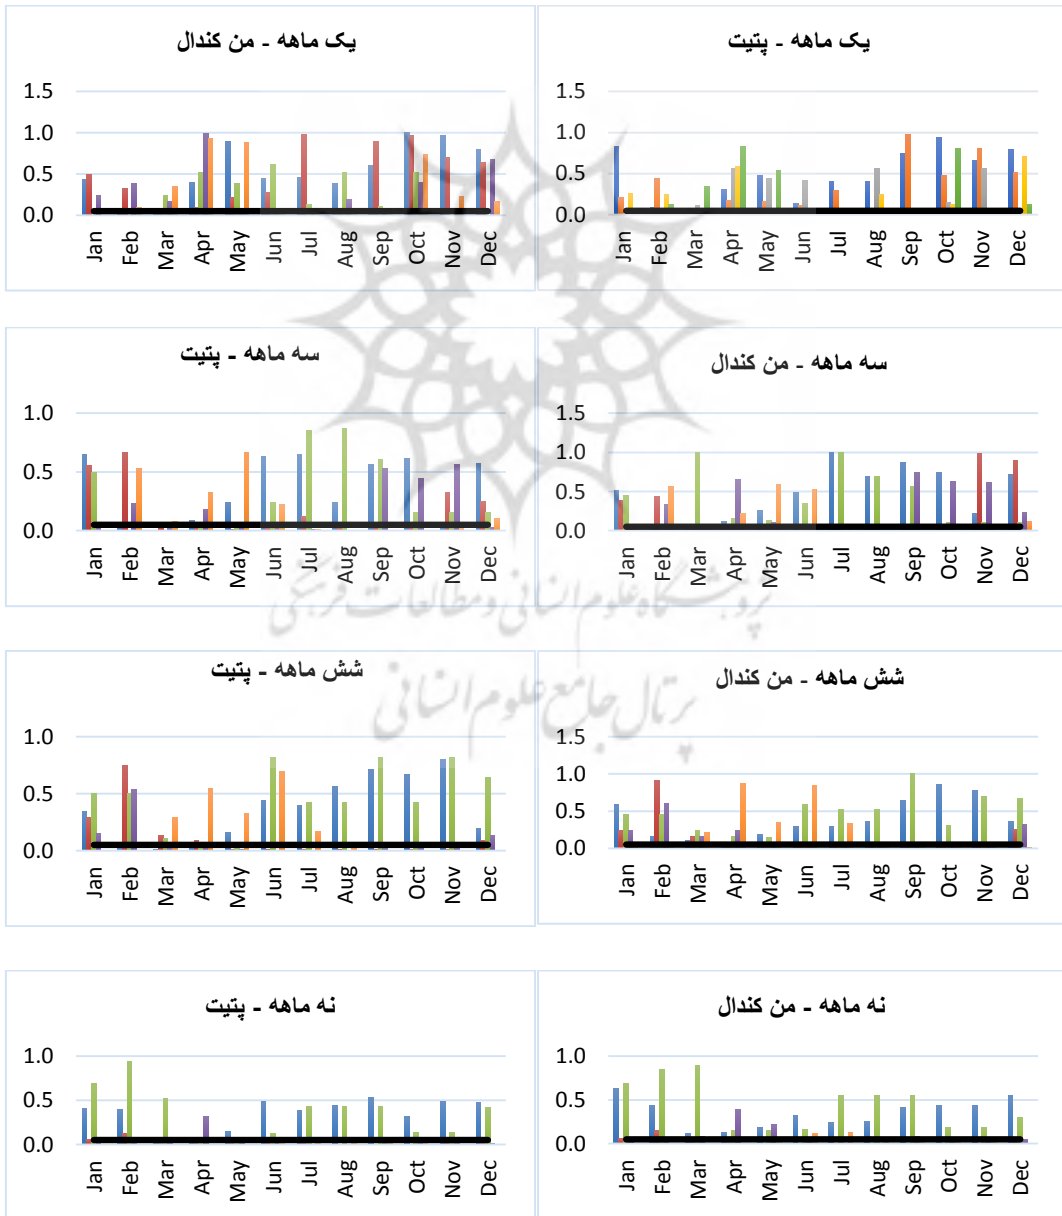 یک ماهه - من کندال
1.5
1.0
0.5
0.0
Jan
Feb
Mar
Apr
May
Jun
Jul
Aug
Sep
Oct
Nov
Dec
یک ماهه - پتیت
1.5
1.0
0.5
0.0
Jan
Feb
Mar
Apr
May
Jun
Jul
Aug
Sep
Oct
Nov
Dec
سه ماهه - پتیت
1.0
0.5
0.0
Jan
Feb
Mar
Apr
May
Jun
Jul
Aug
Sep
Oct
Nov
Dec
سه ماهه - من کندال
1.5
1.0
0.5
0.0
Jan
Feb
Mar
Apr
May
Jun
Jul
Aug
Sep
Oct
Nov
Dec
پژوهشگاه علوم انسانی و مطالعات فرهنگی
پرتال جامع علوم انسانی
شش ماهه - پتیت
1.0
0.5
0.0
Jan
Feb
Mar
Apr
May
Jun
Jul
Aug
Sep
Oct
Nov
Dec
شش ماهه - من کندال
1.5
1.0
0.5
0.0
Jan
Feb
Mar
Apr
May
Jun
Jul
Aug
Sep
Oct
Nov
Dec
نه ماهه - پتیت
1.0
0.5
0.0
Jan
Feb
Mar
Apr
May
Jun
Jul
Aug
Sep
Oct
Nov
Dec
نه ماهه - من کندال
1.0
0.5
0.0
Jan
Feb
Mar
Apr
May
Jun
Jul
Aug
Sep
Oct
Nov
Dec